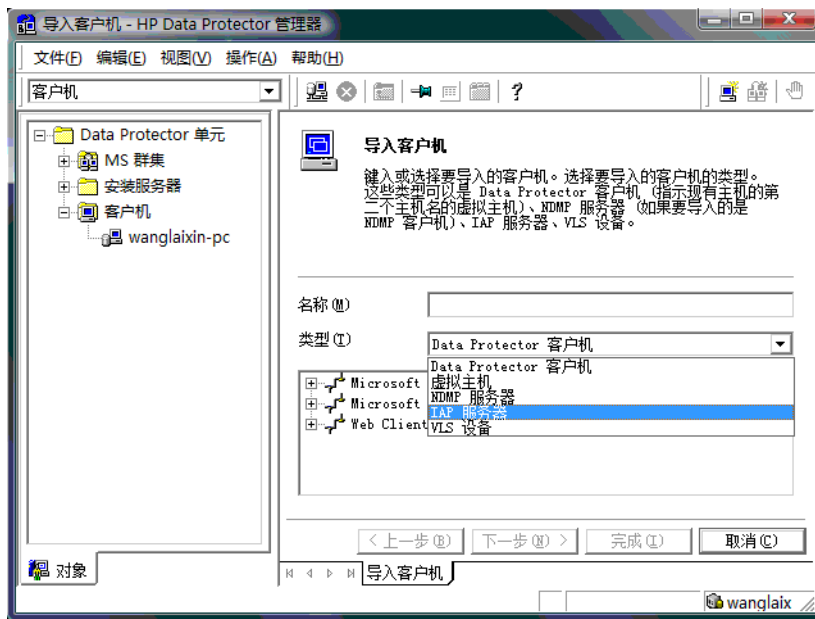 导入客户机 - HP Data Protector 管理器
文件(F) 编辑(E) 视图(V) 操作(A) 帮助(H)
客户机
Data Protector 单元
MS 群集
安装服务器
客户机
wanglaixin-pc
导入客户机
键入或选择要导入的客户机。选择要导入的客户机的类型。
这些类型可以是 Data Protector 客户机（指示现有主机的第
二个主机名的虚拟主机）、NDMP 服务器（如果要导入的是
NDMP 客户机）、IAP 服务器、VLS 设备。
名称(M)
类型(T)
Data Protector 客户机
Data Protector 客户机
虚拟主机
NDMP 服务器
IAP 服务器
VLS 设备
Microsoft
Microsoft
Web Client
< 上一步(B) 下一步(N) > 完成(I) 取消(C)
对象
导入客户机
wanglaix